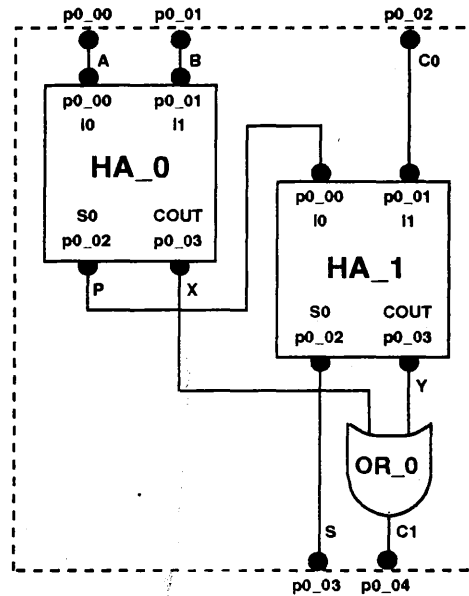 p0_00 p0_01 p0_02
A B C0
p0_00 p0_01
I0 I1
HA_0
S0 COUT
p0_02 p0_03
P X
p0_00 p0_01
I0 I1
HA_1
S0 COUT
p0_02 p0_03
Y
OR_0
S C1
p0_03 p0_04